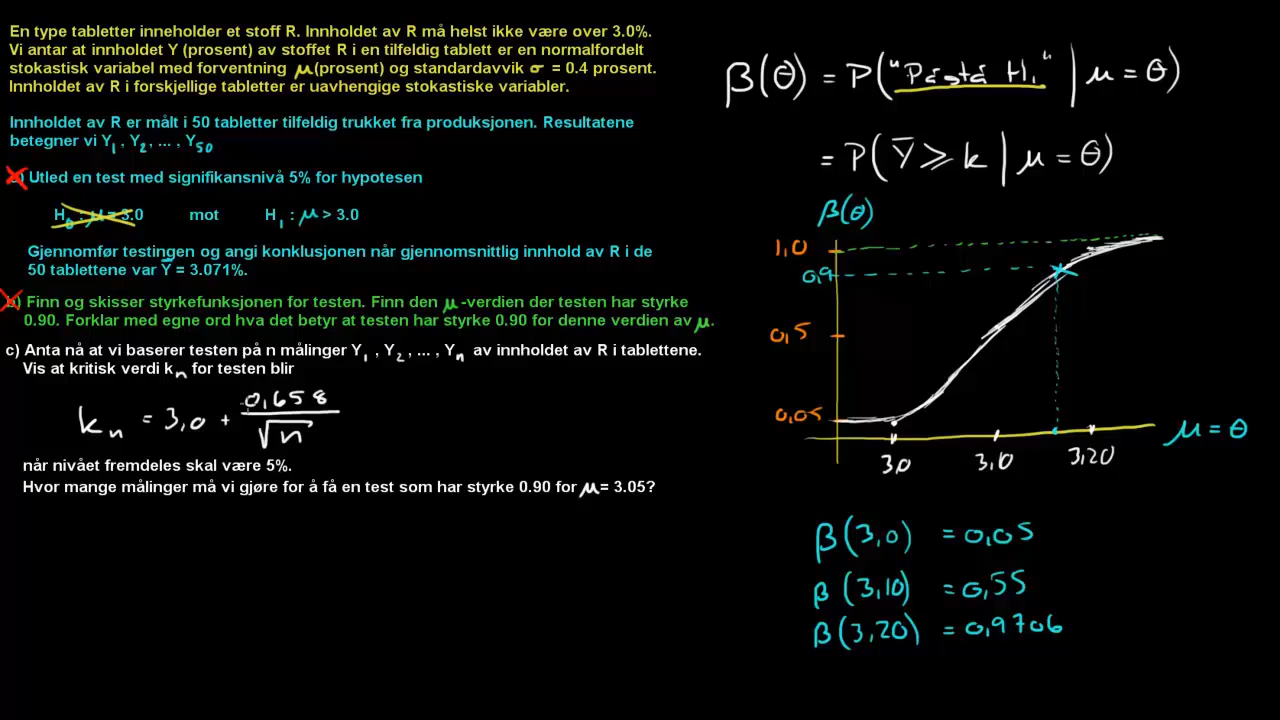 En type tabletter inneholder et stoff R. Innholdet av R må helst ikke være over 3.0%.
Vi antar at innholdet Y (prosent) av stoffet R i en tilfeldig tablett er en normalfordelt
stokastisk variabel med forventning μ (prosent) og standardavvik σ = 0.4 prosent.
Innholdet av R i forskjellige tabletter er uavhengige stokastiske variabler.
Innholdet av R er målt i 50 tabletter tilfeldig trukket fra produksjonen. Resultatene
betegner vi Y₁ , Y₂, ... , Y₅₀
a) Utled en test med signifikansnivå 5% for hypotesen
H₀ : μ = 3.0 mot H₁ : μ > 3.0
Gjennomfør testingen og angi konklusjonen når gjennomsnittlig innhold av R i de
50 tablettene var Ȳ = 3.071%.
b) Finn og skisser styrkefunksjonen for testen. Finn den μ -verdien der testen har styrke
0.90. Forklar med egne ord hva det betyr at testen har styrke 0.90 for denne verdien av μ.
c) Anta nå at vi baserer testen på n målinger Y₁ , Y₂ , ... , Yₙ av innholdet av R i tablettene.
Vis at kritisk verdi kₙ for testen blir
kₙ = 3,0 + 0,658 / √n
når nivået fremdeles skal være 5%.
Hvor mange målinger må vi gjøre for å få en test som har styrke 0.90 for μ = 3.05?
β(θ) = P("Påstå H₁" | μ = θ)
= P(Ȳ ⩾ k | μ = θ)
β(θ)
1,0
0,9
0,5
0,05
3,0 3,10 3,20
μ = θ
β(3,0) = 0,05
β(3,10) = 0,55
β(3,20) = 0,9706